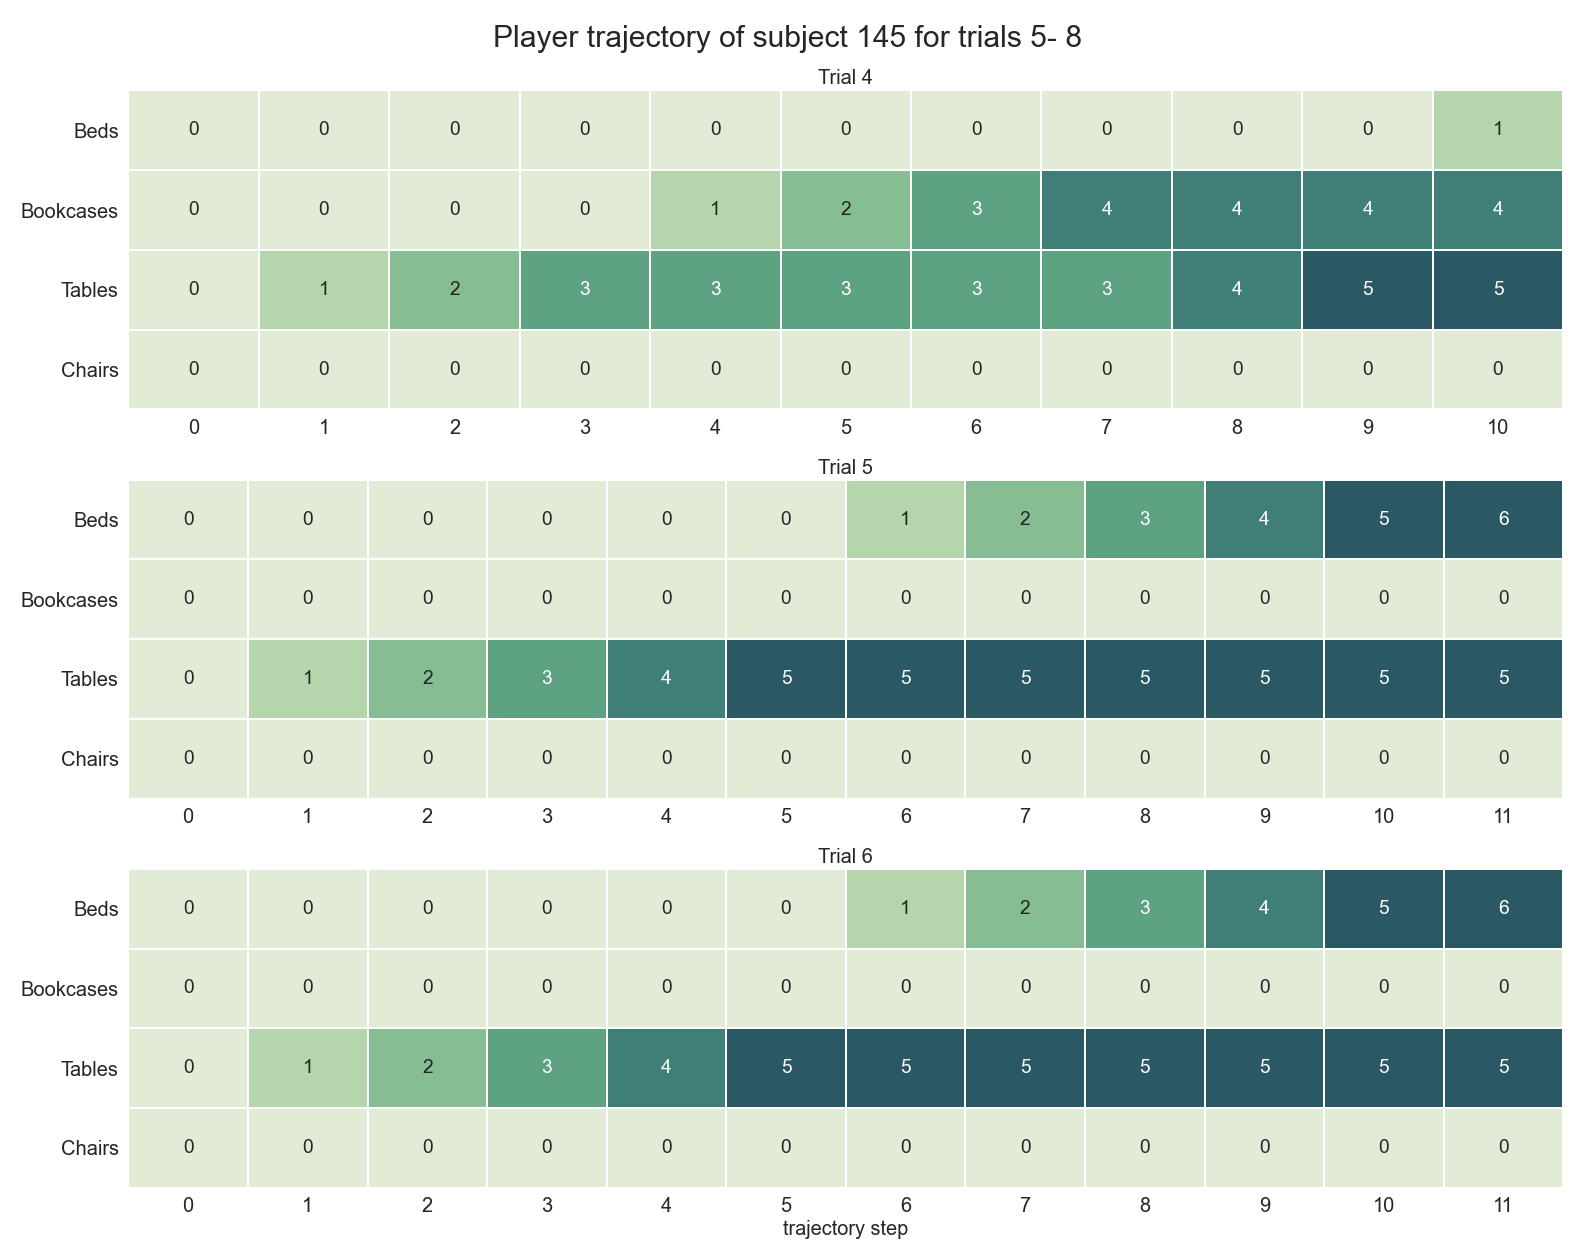 Player trajectory of subject 145 for trials 5- 8
Trial 4
Beds 0 0 0 0 0 0 0 0 0 0 1
Bookcases 0 0 0 0 1 2 3 4 4 4 4
Tables 0 1 2 3 3 3 3 3 4 5 5
Chairs 0 0 0 0 0 0 0 0 0 0 0
0 1 2 3 4 5 6 7 8 9 10
Trial 5
Beds 0 0 0 0 0 0 1 2 3 4 5 6
Bookcases 0 0 0 0 0 0 0 0 0 0 0 0
Tables 0 1 2 3 4 5 5 5 5 5 5 5
Chairs 0 0 0 0 0 0 0 0 0 0 0 0
0 1 2 3 4 5 6 7 8 9 10 11
Trial 6
Beds 0 0 0 0 0 0 1 2 3 4 5 6
Bookcases 0 0 0 0 0 0 0 0 0 0 0 0
Tables 0 1 2 3 4 5 5 5 5 5 5 5
Chairs 0 0 0 0 0 0 0 0 0 0 0 0
0 1 2 3 4 5 6 7 8 9 10 11
trajectory step